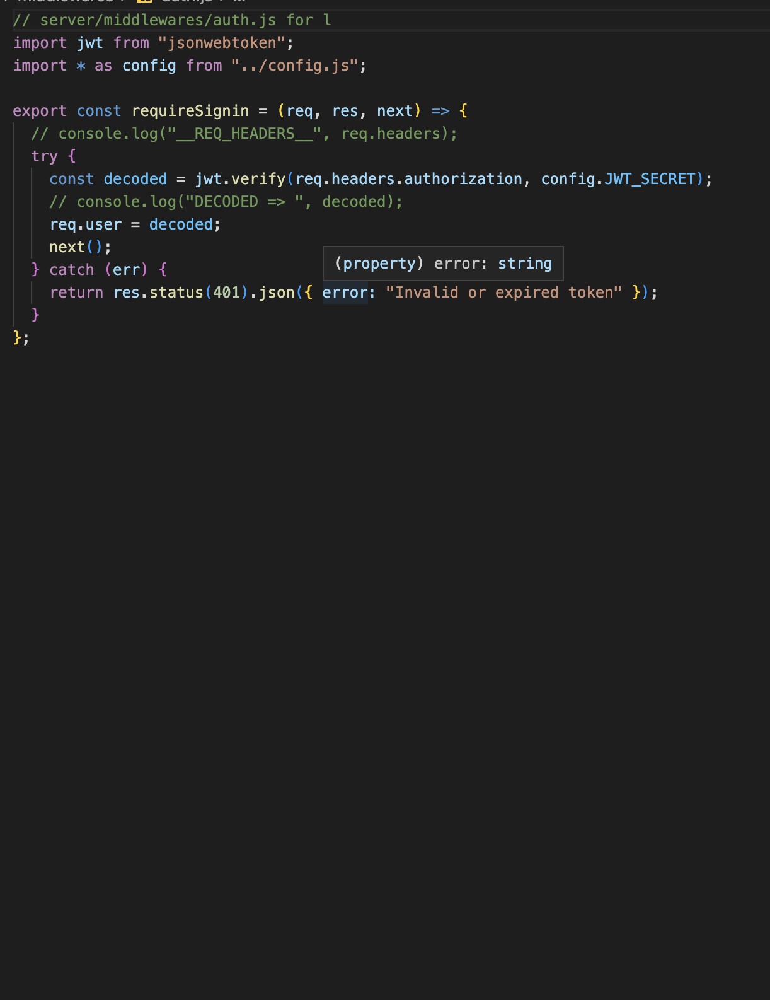 // server/middlewares/auth.js for l
import jwt from "jsonwebtoken";
import * as config from "../config.js";
export const requireSignin = (req, res, next) => {
// console.log("__REQ_HEADERS__", req.headers);
try {
const decoded = jwt.verify(req.headers.authorization, config.JWT_SECRET);
// console.log("DECODED => ", decoded);
req.user = decoded;
next();
(property) error: string
} catch (err) {
return res.status(401).json({ error: "Invalid or expired token" });
}
};